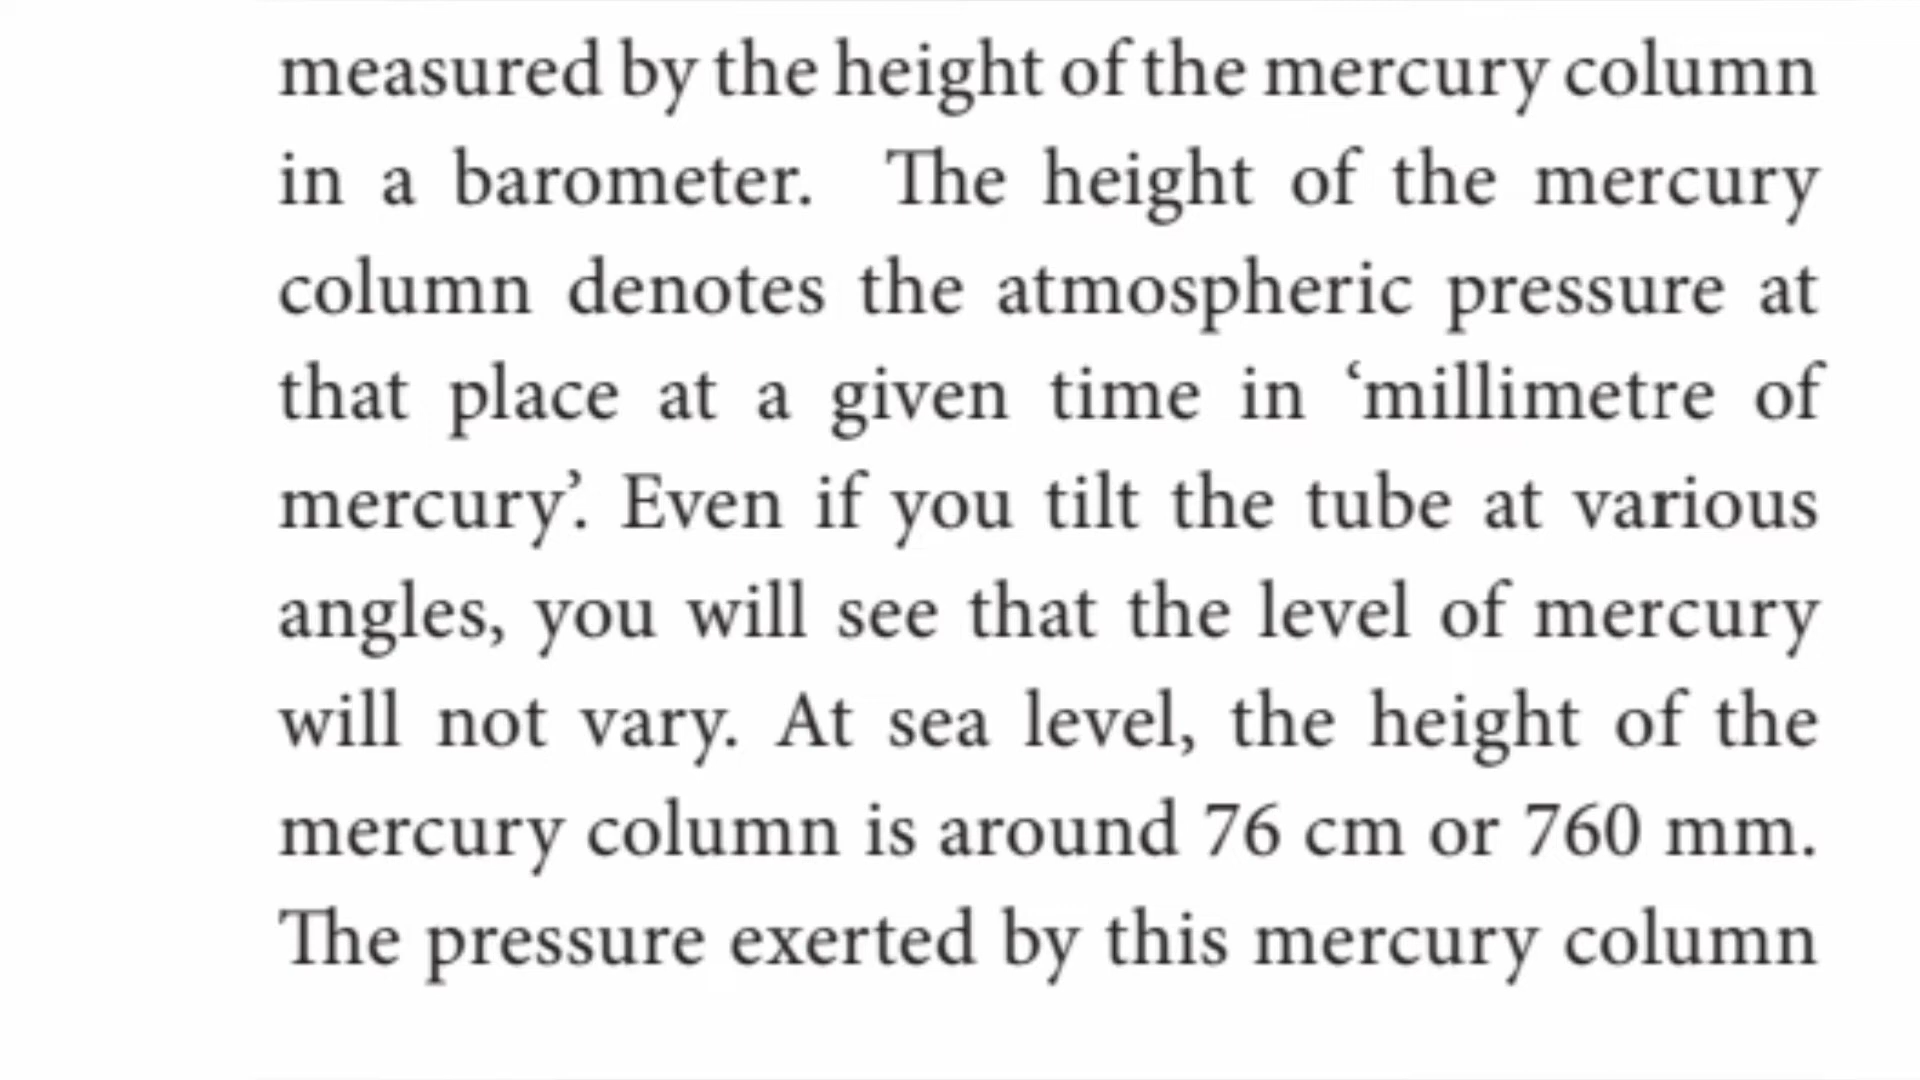 measured by the height of the mercury column
in a barometer. The height of the mercury
column denotes the atmospheric pressure at
that place at a given time in ‘millimetre of
mercury’. Even if you tilt the tube at various
angles, you will see that the level of mercury
will not vary. At sea level, the height of the
mercury column is around 76 cm or 760 mm.
The pressure exerted by this mercury column